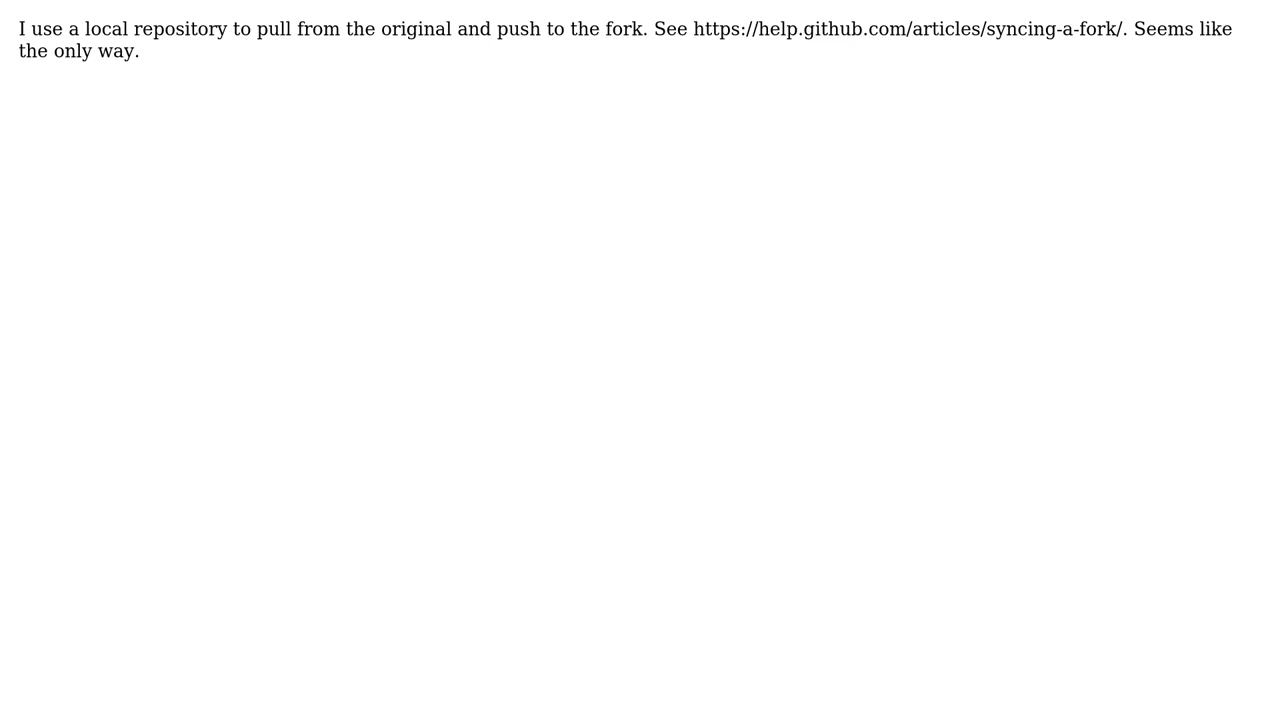 I use a local repository to pull from the original and push to the fork. See https://help.github.com/articles/syncing-a-fork/. Seems like
the only way.